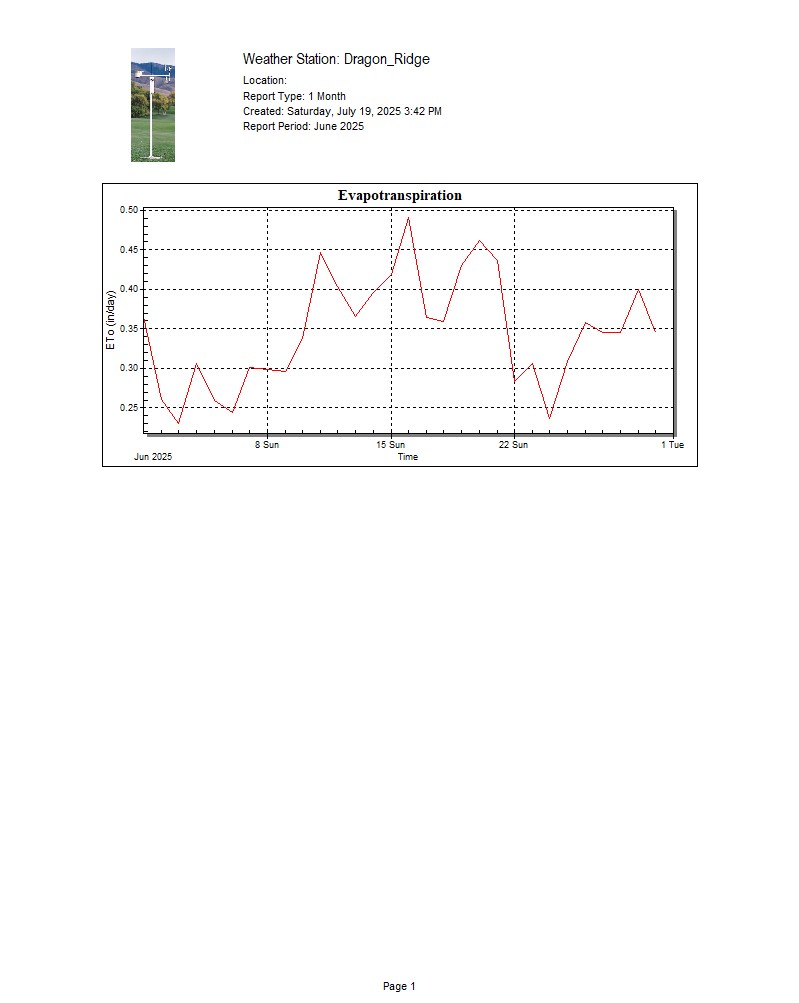 Weather Station: Dragon_Ridge
Location:
Report Type: 1 Month
Created: Saturday, July 19, 2025 3:42 PM
Report Period: June 2025
Evapotranspiration
0.50
0.45
0.40
0.35
0.30
0.25
ETo (in/day)
8 Sun
15 Sun
22 Sun
1 Tue
Jun 2025
Time
Page 1